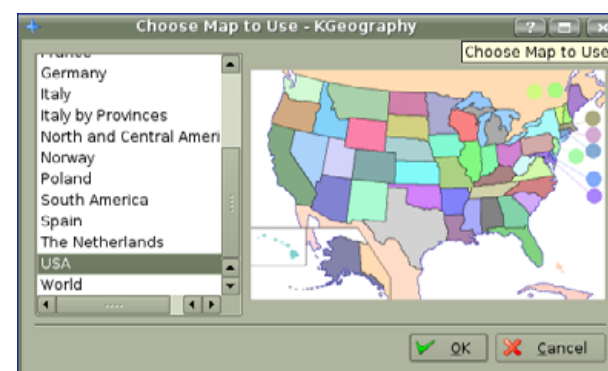 Choose Map to Use - KGeography
Choose Map to Use
France
Germany
Italy
Italy by Provinces
North and Central Ameri
Norway
Poland
South America
Spain
The Netherlands
USA
World
OK
Cancel